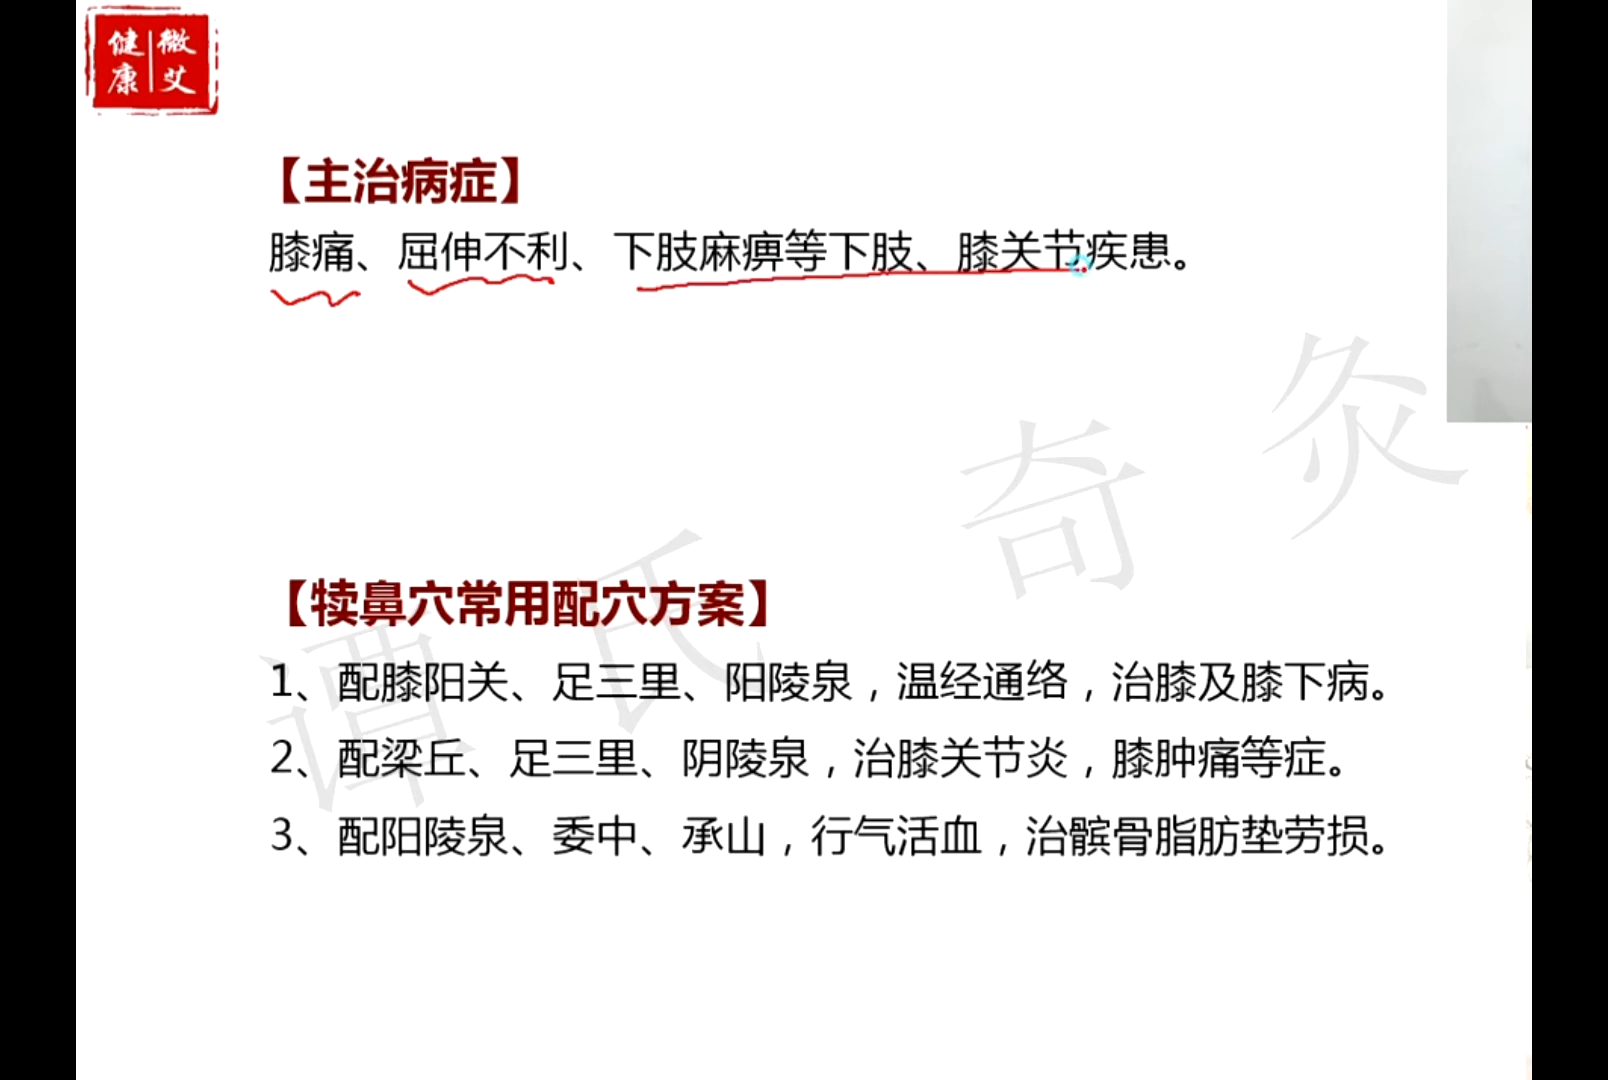 微艾
健康
【主治病症】
膝痛、屈伸不利、下肢麻痹等下肢、膝关节疾患。
谭氏奇灸
【犊鼻穴常用配穴方案】
1、配膝阳关、足三里、阳陵泉，温经通络，治膝及膝下病。
2、配梁丘、足三里、阴陵泉，治膝关节炎，膝肿痛等症。
3、配阳陵泉、委中、承山，行气活血，治髌骨脂肪垫劳损。